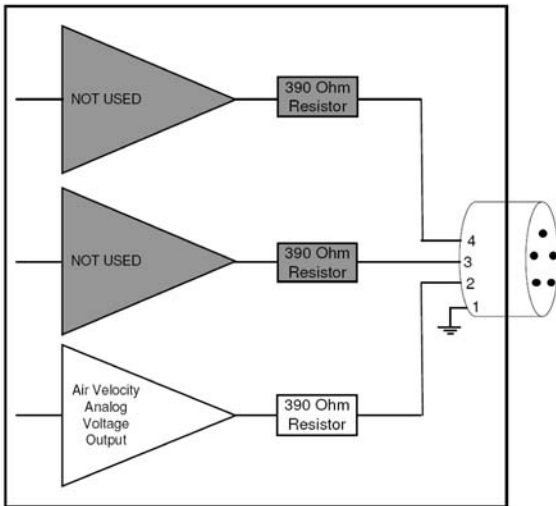 NOT USED
390 Ohm
Resistor
4
NOT USED
390 Ohm
Resistor
3
2
1
Air Velocity
Analog
Voltage
Output
390 Ohm
Resistor